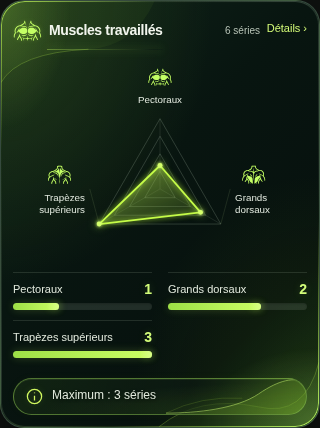 Muscles travaillés
6 séries
Détails ›
Pectoraux
Trapèzes
supérieurs
Grands
dorsaux
Pectoraux 1
Grands dorsaux 2
Trapèzes supérieurs 3
Maximum : 3 séries